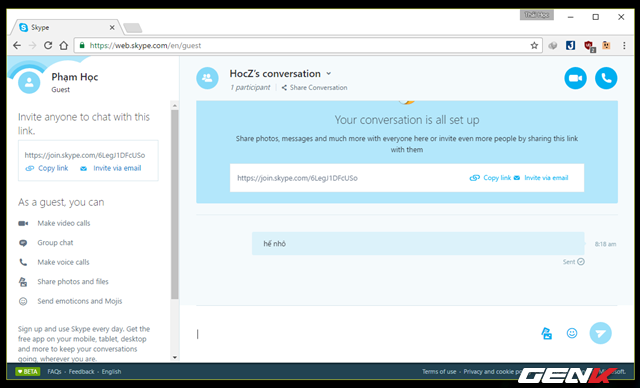 Thái Học
Skype
https://web.skype.com/en/guest
2
Phạm Học
Guest
Invite anyone to chat with this
link.
https://join.skype.com/6LegJ1DFcUSo
Copy link
Invite via email
As a guest, you can
Make video calls
Group chat
Make voice calls
Share photos and files
Send emoticons and Mojis
Sign up and use Skype every day. Get the
free app on your mobile, tablet, desktop
and more to keep your conversations
going, wherever you are.
HocZ's conversation
1 participant | Share Conversation
Your conversation is all set up
Share photos, messages and much more with everyone here or invite even more people by sharing this link
with them
https://join.skype.com/6LegJ1DFcUSo
Copy link
Invite via email
hế nhô
8:18 am
Sent
BETA FAQs - Feedback - English
Terms of use - Privacy and cookie
GENK